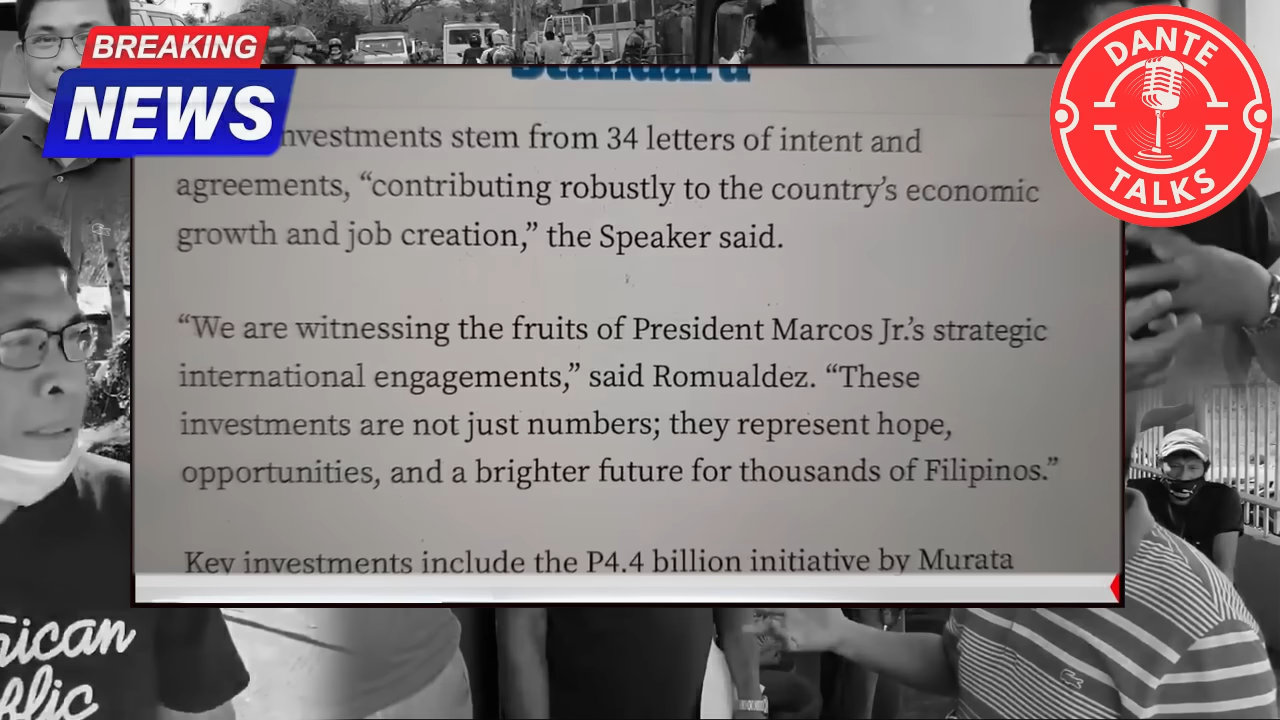 BREAKING
NEWS
DANTE
TALKS
Standard
investments stem from 34 letters of intent and
agreements, “contributing robustly to the country’s economic
growth and job creation,” the Speaker said.
“We are witnessing the fruits of President Marcos Jr.’s strategic
international engagements,” said Romualdez. “These
investments are not just numbers; they represent hope,
opportunities, and a brighter future for thousands of Filipinos.”
Key investments include the P4.4 billion initiative by Murata